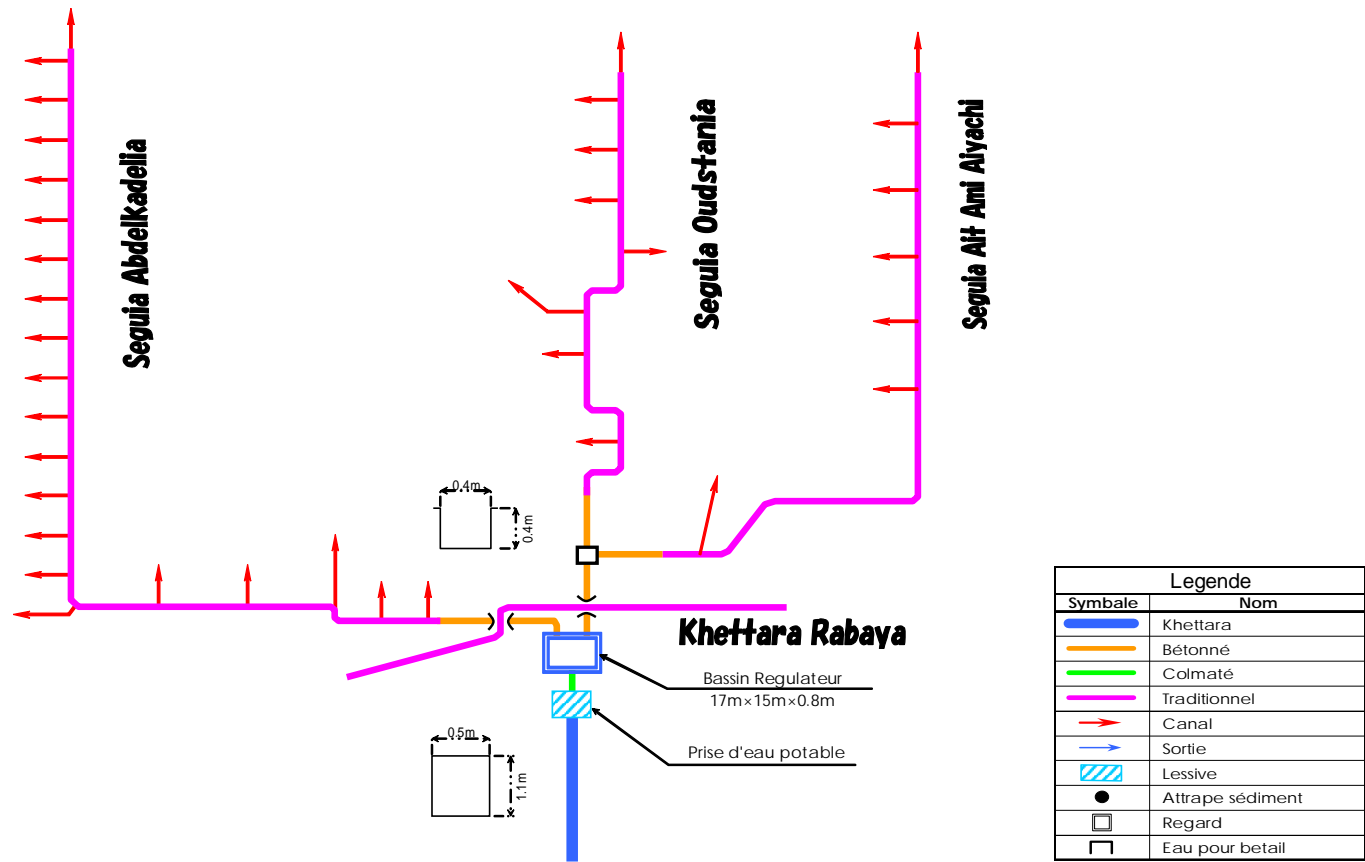 Seguia Abdelkadelia
Seguia Oudstania
Seguia Ait Ami Aiyachi
0.4m
0.4m
Khettara Rabaya
Bassin Regulateur
17m×15m×0.8m
Prise d'eau potable
0.5m
1.1m
Legende
Symbale Nom
Khettara
Bétonné
Colmaté
Traditionnel
Canal
Sortie
Lessive
Attrape sédiment
Regard
Eau pour betail